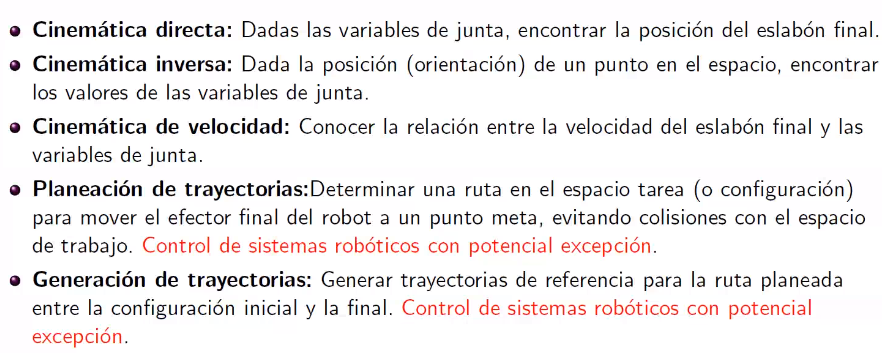 Cinemática directa: Dadas las variables de junta, encontrar la posición del eslabón final.
Cinemática inversa: Dada la posición (orientación) de un punto en el espacio, encontrar
los valores de las variables de junta.
Cinemática de velocidad: Conocer la relación entre la velocidad del eslabón final y las
variables de junta.
Planeación de trayectorias:Determinar una ruta en el espacio tarea (o configuración)
para mover el efector final del robot a un punto meta, evitando colisiones con el espacio
de trabajo. Control de sistemas robóticos con potencial excepción.
Generación de trayectorias: Generar trayectorias de referencia para la ruta planeada
entre la configuración inicial y la final. Control de sistemas robóticos con potencial
excepción.